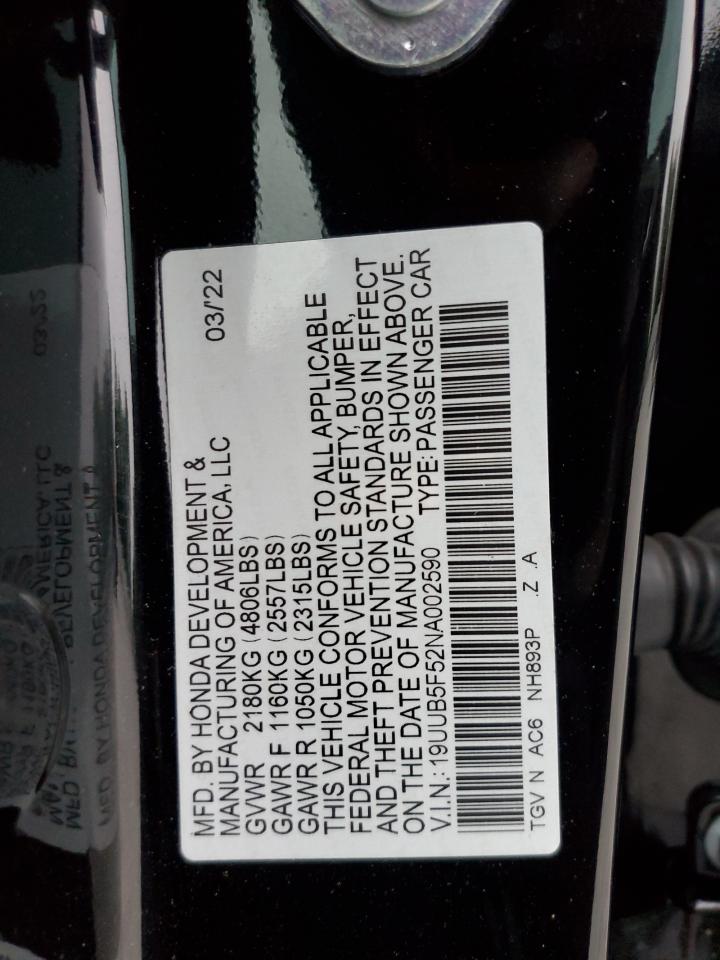 MFD. BY HONDA DEVELOPMENT &
MANUFACTURING OF AMERICA, LLC 03/'22
GVWR 2180KG (4806LBS)
GAWR F 1160KG (2557LBS)
GAWR R 1050KG (2315LBS)
THIS VEHICLE CONFORMS TO ALL APPLICABLE
FEDERAL MOTOR VEHICLE SAFETY, BUMPER,
AND THEFT PREVENTION STANDARDS IN EFFECT
ON THE DATE OF MANUFACTURE SHOWN ABOVE.
V.I.N.: 19UUB5F52NA002590 TYPE: PASSENGER CAR
TGV N AC6 NH893P .Z .A